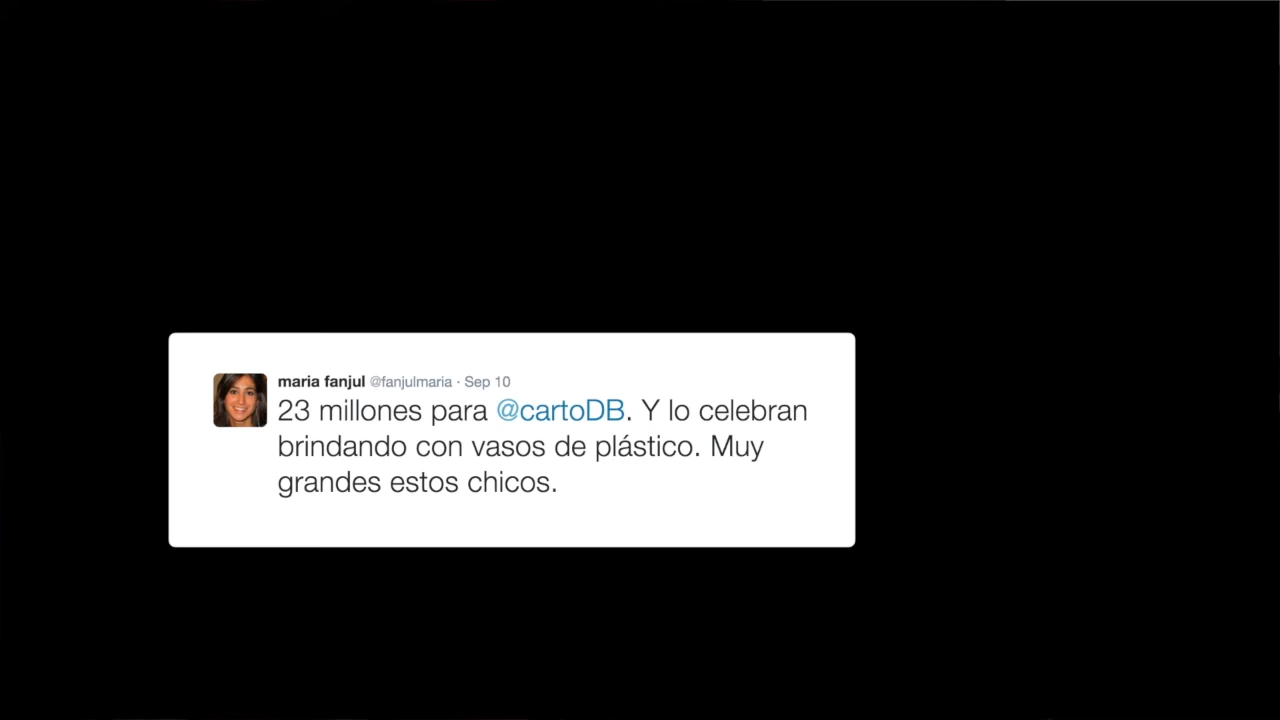 maria fanjul @fanjulmaria · Sep 10
23 millones para @cartoDB. Y lo celebran
brindando con vasos de plástico. Muy
grandes estos chicos.